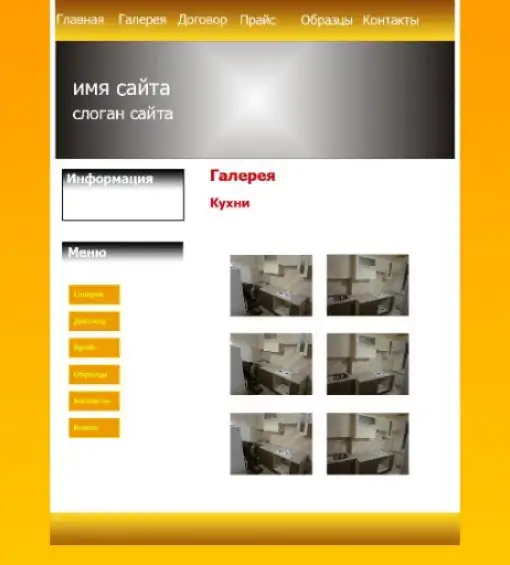 Главная Галерея Договор Прайс Образцы Контакты
имя сайта
слоган сайта
Информация
Галерея
Кухни
Меню
Галерея
Договор
Прайс
Образцы
Контакты